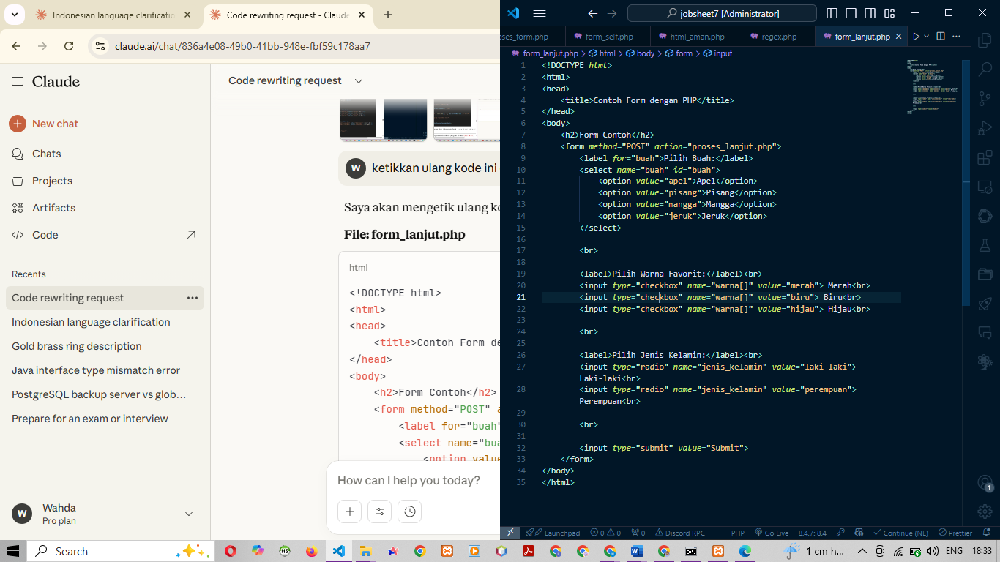 Indonesian language clarificatio
Code rewriting request - Claude
claude.ai/chat/836a4e08-49b0-41bb-948e-fbf59c178aa7
Claude
New chat
Chats
Projects
Artifacts
Code
Recents
Code rewriting request
Indonesian language clarification
Gold brass ring description
Java interface type mismatch error
PostgreSQL backup server vs glob…
Prepare for an exam or interview
W
Wahda
Pro plan
Code rewriting request
W
ketikkan ulang kode ini
Saya akan mengetik ulang ko
File: form_lanjut.php
html
<!DOCTYPE html>
<html>
<head>
<title>Contoh Form de
</head>
<body>
<h2>Form Contoh</h2>
<form method="POST" a
<label for="buah"
<select name="bua
<option valu
How can I help you today?
jobsheet7 [Administrator]
oses_form.php
form_self.php
html_aman.php
regex.php
form_lanjut.php
form_lanjut.php > html > body > form > input
1 <!DOCTYPE html>
2 <html>
3 <head>
4 <title>Contoh Form dengan PHP</title>
5 </head>
6 <body>
7 <h2>Form Contoh</h2>
8 <form method="POST" action="proses_lanjut.php">
9 <label for="buah">Pilih Buah:</label>
10 <select name="buah" id="buah">
11 <option value="apel">Apel</option>
12 <option value="pisang">Pisang</option>
13 <option value="mangga">Mangga</option>
14 <option value="jeruk">Jeruk</option>
15 </select>
16
17 <br>
18
19 <label>Pilih Warna Favorit:</label><br>
20 <input type="checkbox" name="warna[]" value="merah"> Merah<br>
21 <input type="checkbox" name="warna[]" value="biru"> Biru<br>
22 <input type="checkbox" name="warna[]" value="hijau"> Hijau<br>
23
24 <br>
25
26 <label>Pilih Jenis Kelamin:</label><br>
27 <input type="radio" name="jenis_kelamin" value="laki-laki">
Laki-laki<br>
28 <input type="radio" name="jenis_kelamin" value="perempuan">
Perempuan<br>
29
30 <br>
31
32 <input type="submit" value="Submit">
33 </form>
34 </body>
35 </html>
1
Launchpad
0
0
0
Discord RPC
PHP
Go Live
8.4.7: 8.4
Continue (NE)
Prettier
Search
1 cm h...
ENG
18:33